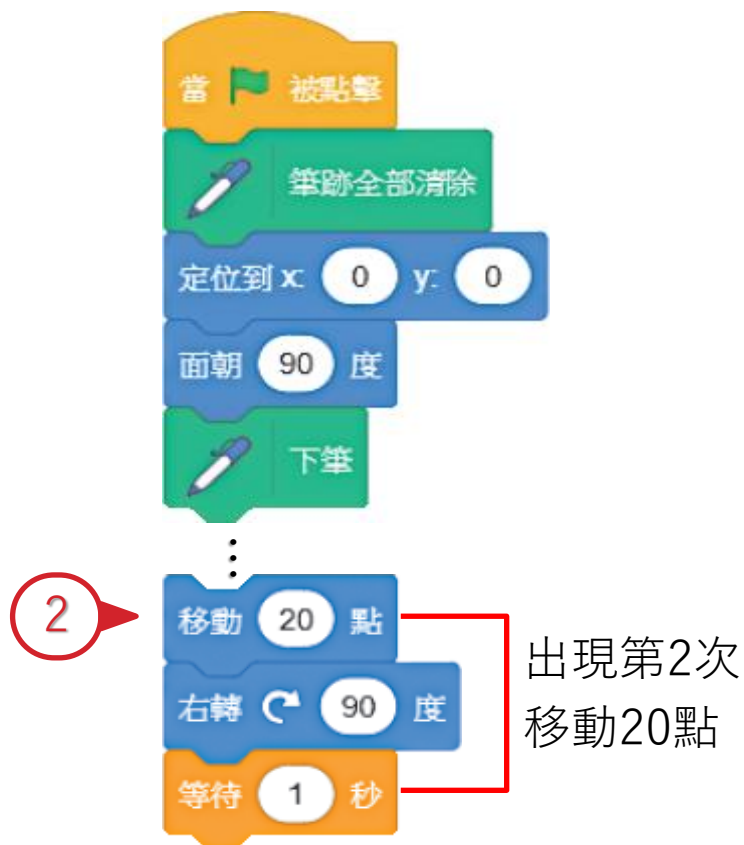 當 被點擊
筆跡全部清除
定位到 x: 0 y: 0
面朝 90 度
下筆
⋮
2
移動 20 點
右轉 90 度
等待 1 秒
出現第2次
移動20點